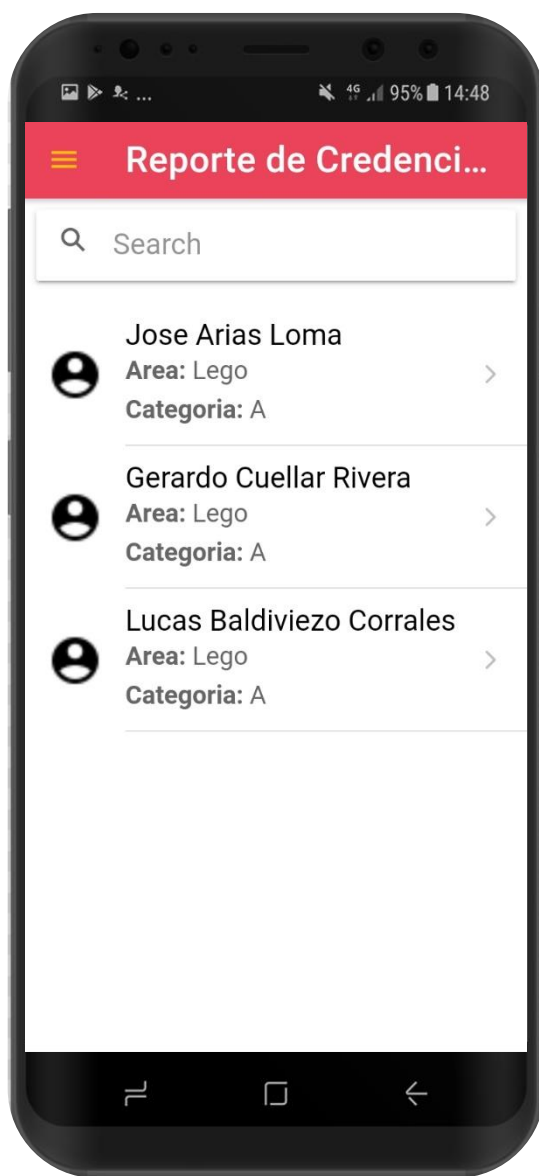 ... 4G 95% 14:48
Reporte de Credenci...
Search
Jose Arias Loma
Area: Lego
Categoria: A
Gerardo Cuellar Rivera
Area: Lego
Categoria: A
Lucas Baldiviezo Corrales
Area: Lego
Categoria: A